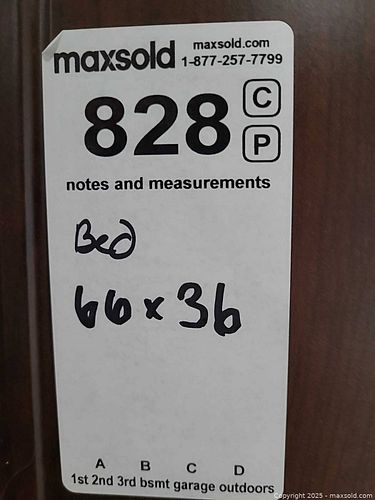 maxsold maxsold.com
1-877-257-7799
828 C
P
notes and measurements
Bed
66 x 36
A B C D
1st 2nd 3rd bsmt garage outdoors
Copyright 2025 - maxsold.com